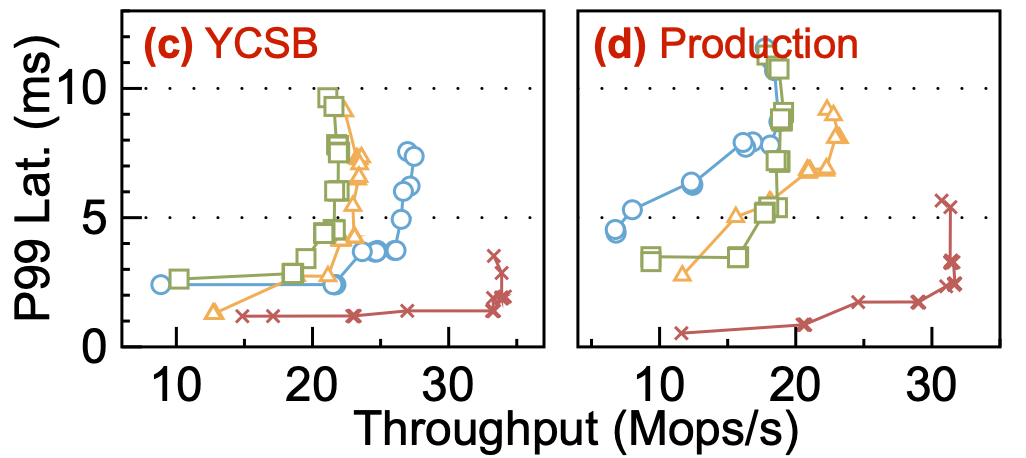 (c) YCSB
(d) Production
P99 Lat. (ms)
10
5
0
10 20 30
10 20 30
Throughput (Mops/s)